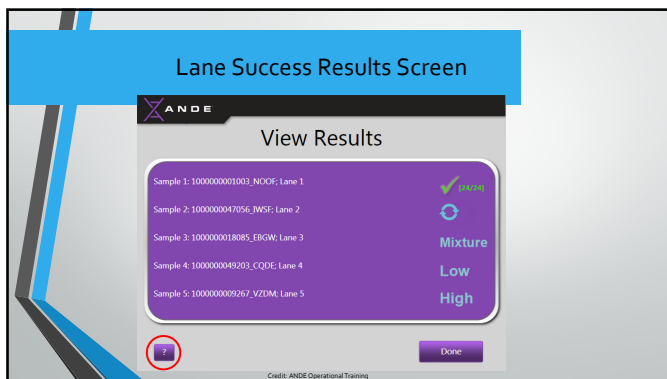 Lane Success Results Screen
ANDE
View Results
Sample 1: 1000000001003_NOOF; Lane 1
[24/24]
Sample 2: 1000000047056_IWSF; Lane 2
Sample 3: 1000000018085_EBGW; Lane 3
Mixture
Sample 4: 1000000049203_CQDE; Lane 4
Low
Sample 5: 1000000009267_VZDM; Lane 5
High
?
Done
Credit: ANDE Operational Training